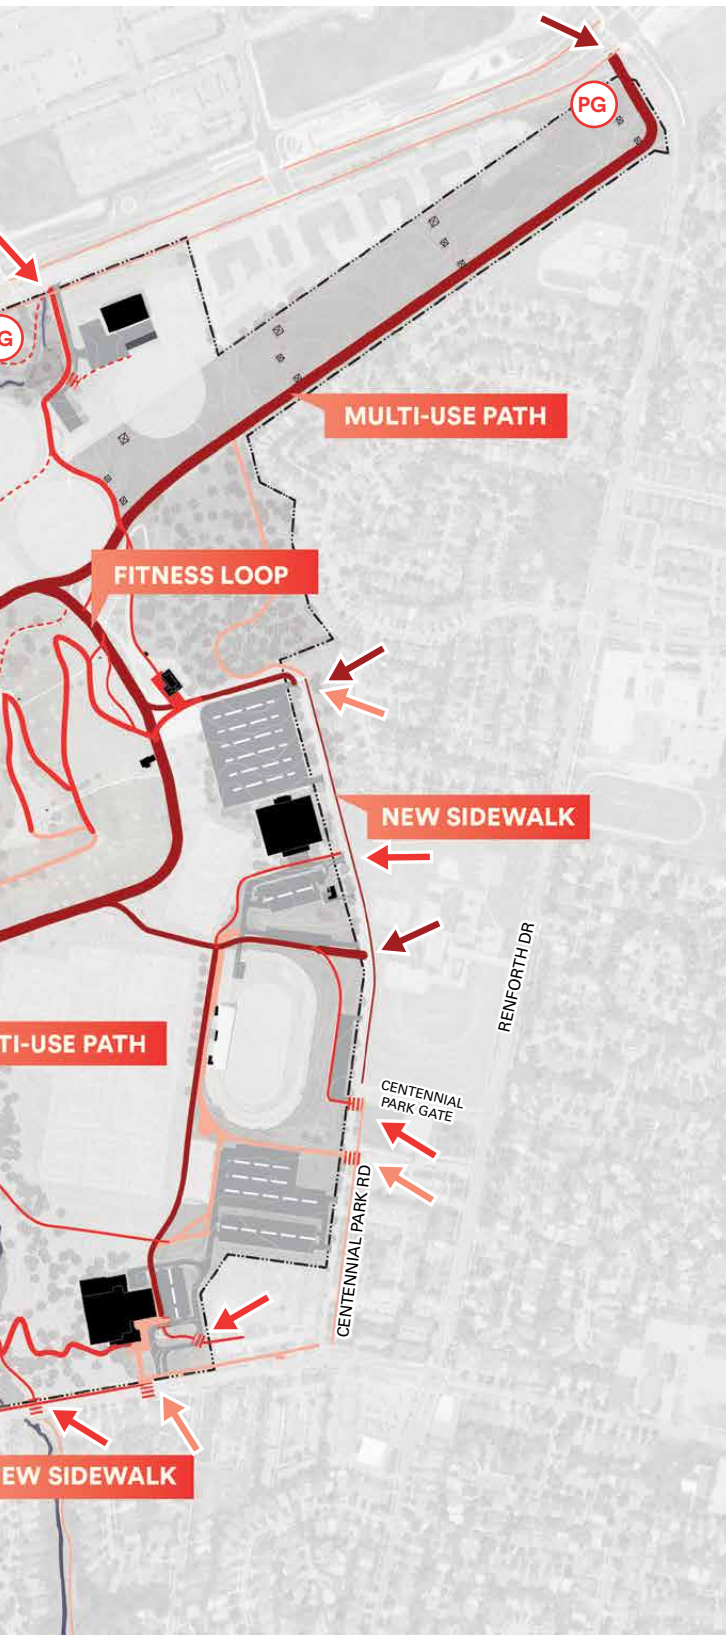 PG
G
MULTI-USE PATH
FITNESS LOOP
NEW SIDEWALK
RENFORTH DR
TI-USE PATH
CENTENNIAL
PARK GATE
CENTENNIAL PARK RD
EW SIDEWALK